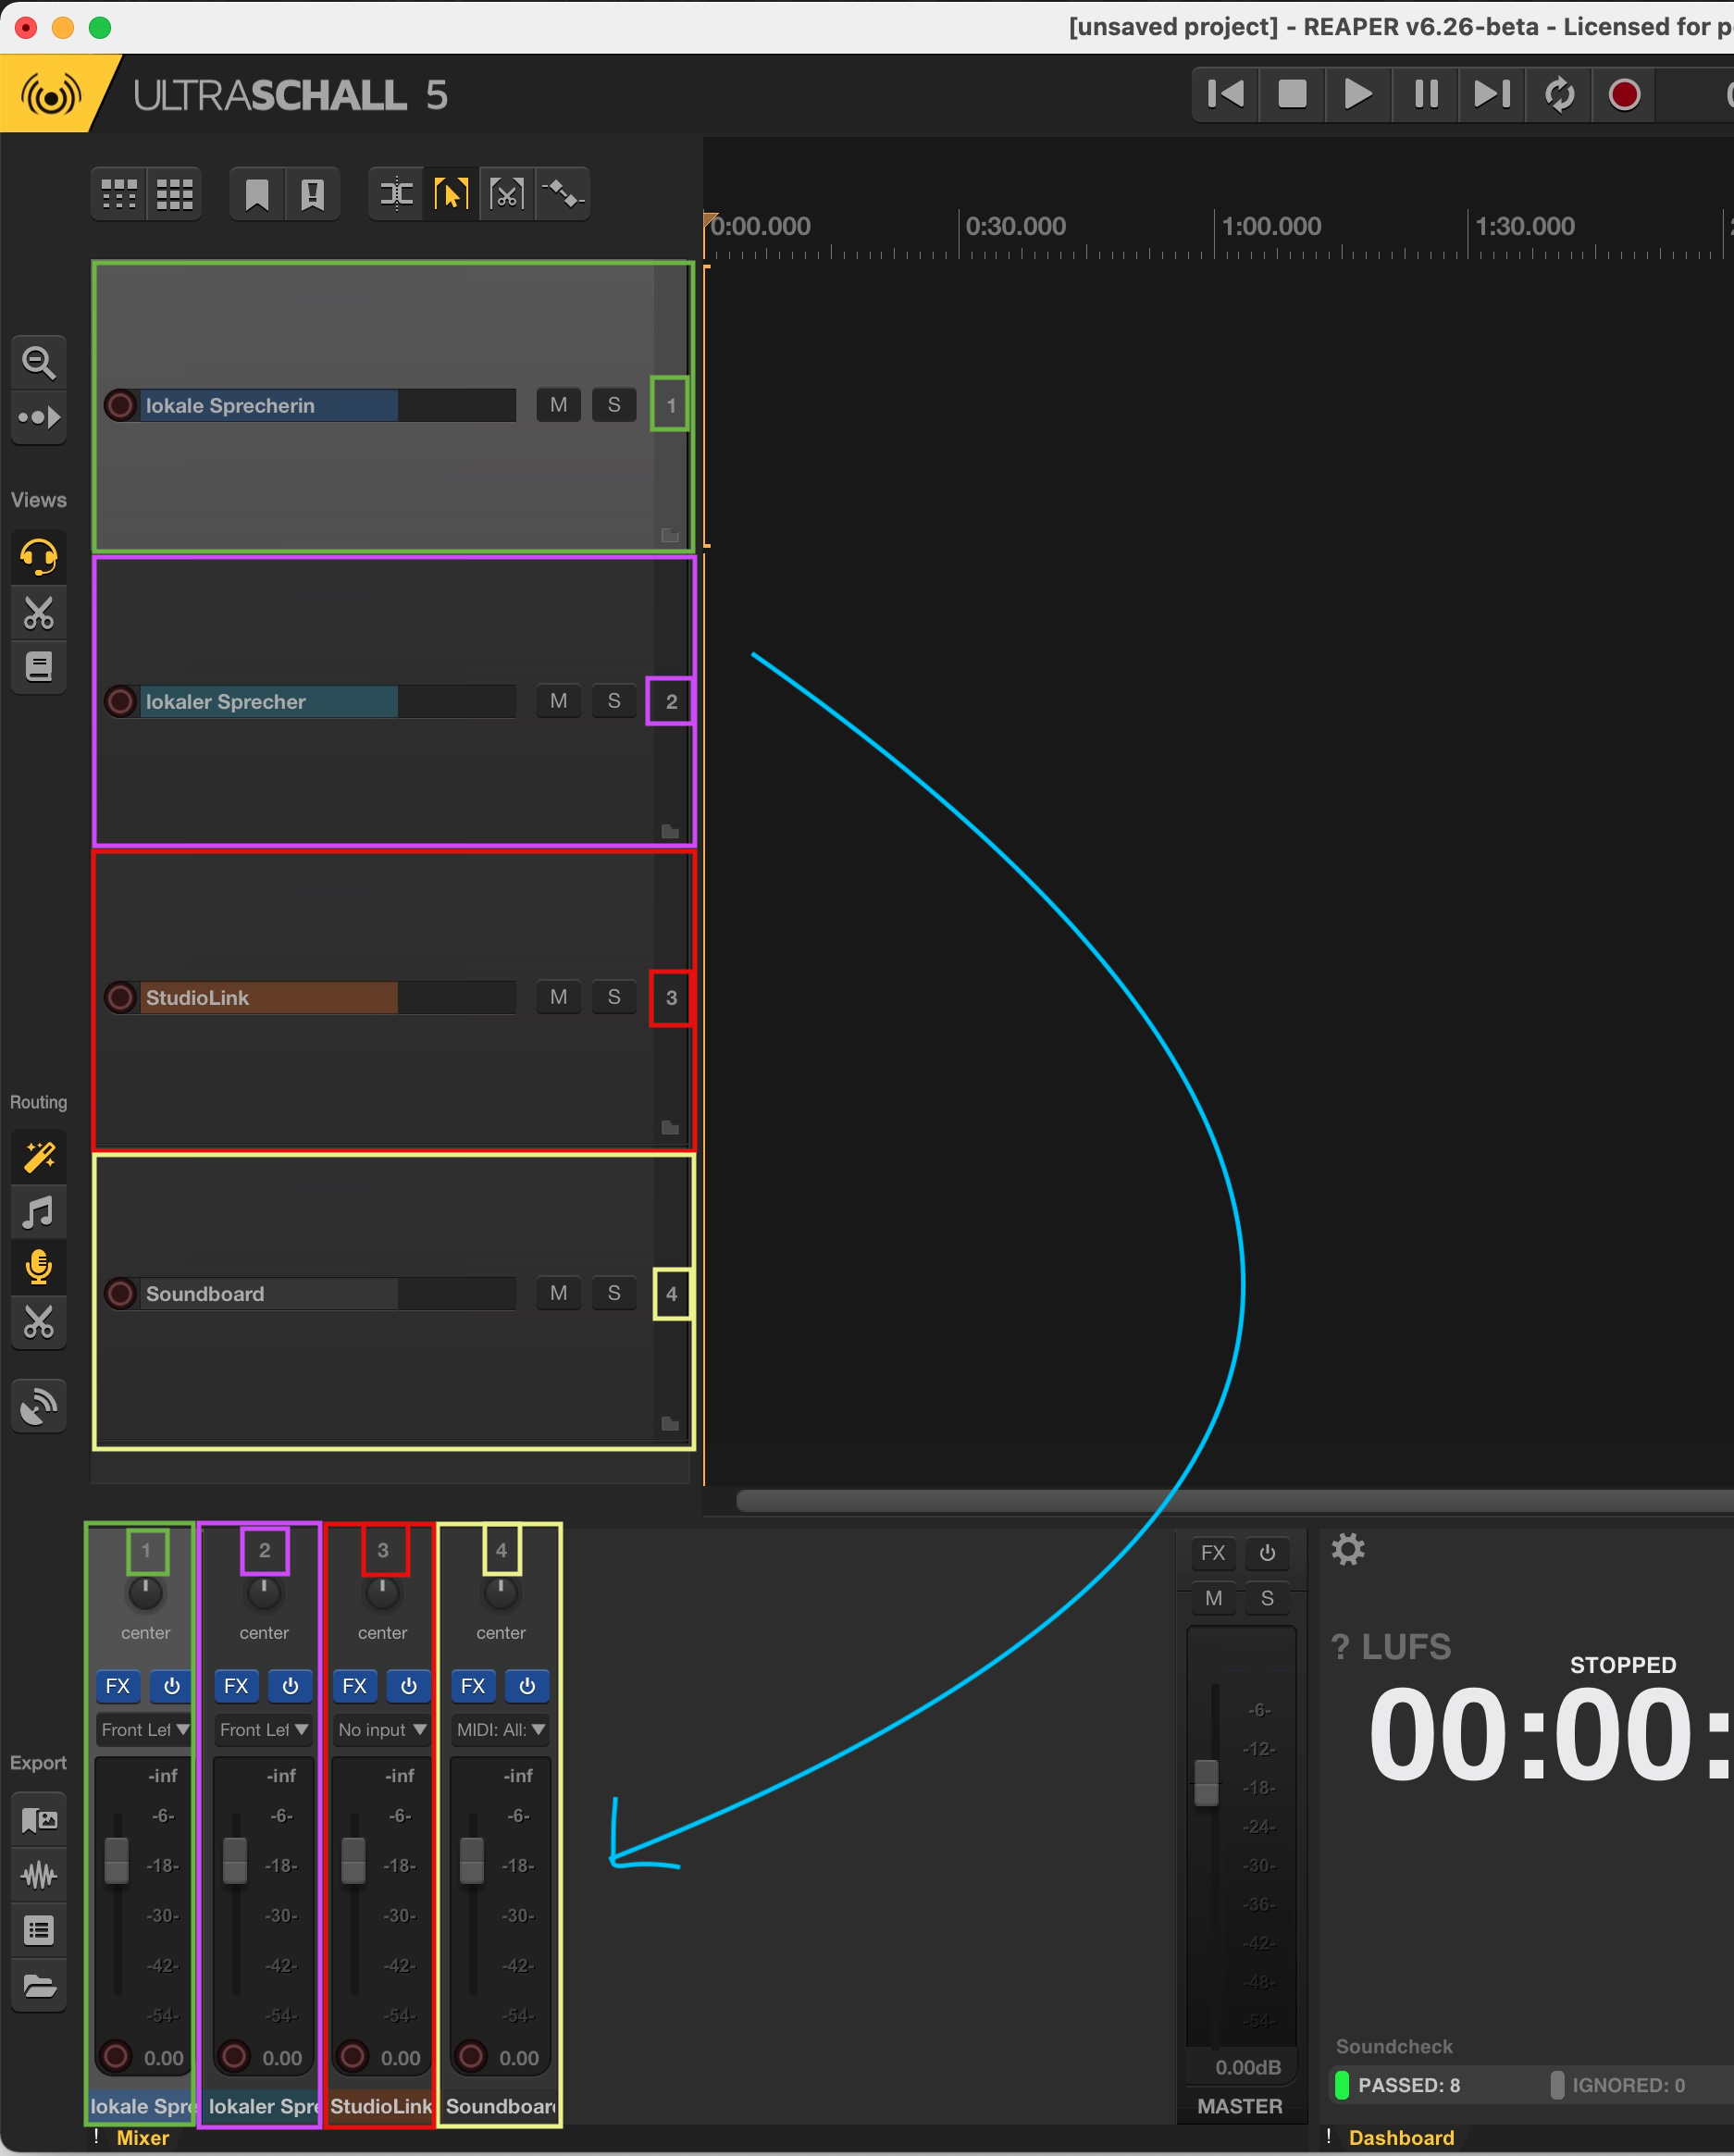 [unsaved project] - REAPER v6.26-beta - Licensed for
ULTRASCHALL 5
0:00.000 0:30.000 1:00.000 1:30.000
lokale Sprecherin M S 1
Views
lokaler Sprecher M S 2
StudioLink M S 3
Routing
Soundboard M S 4
1 2 3 4
center center center center
FX FX FX FX
Front Lef Front Lef No input MIDI: All:
-inf -inf -inf -inf
-6- -6- -6- -6-
-18- -18- -18- -18-
-30- -30- -30- -30-
-42- -42- -42- -42-
-54- -54- -54- -54-
0.00 0.00 0.00 0.00
lokale Spre lokaler Spre StudioLink Soundboar
Export
! Mixer
FX
M S
-6-
-12-
-18-
-24-
-30-
-36-
-42-
-48-
-54-
0.00dB
MASTER
? LUFS
STOPPED
00:00:
Soundcheck
PASSED: 8 IGNORED: 0
! Dashboard